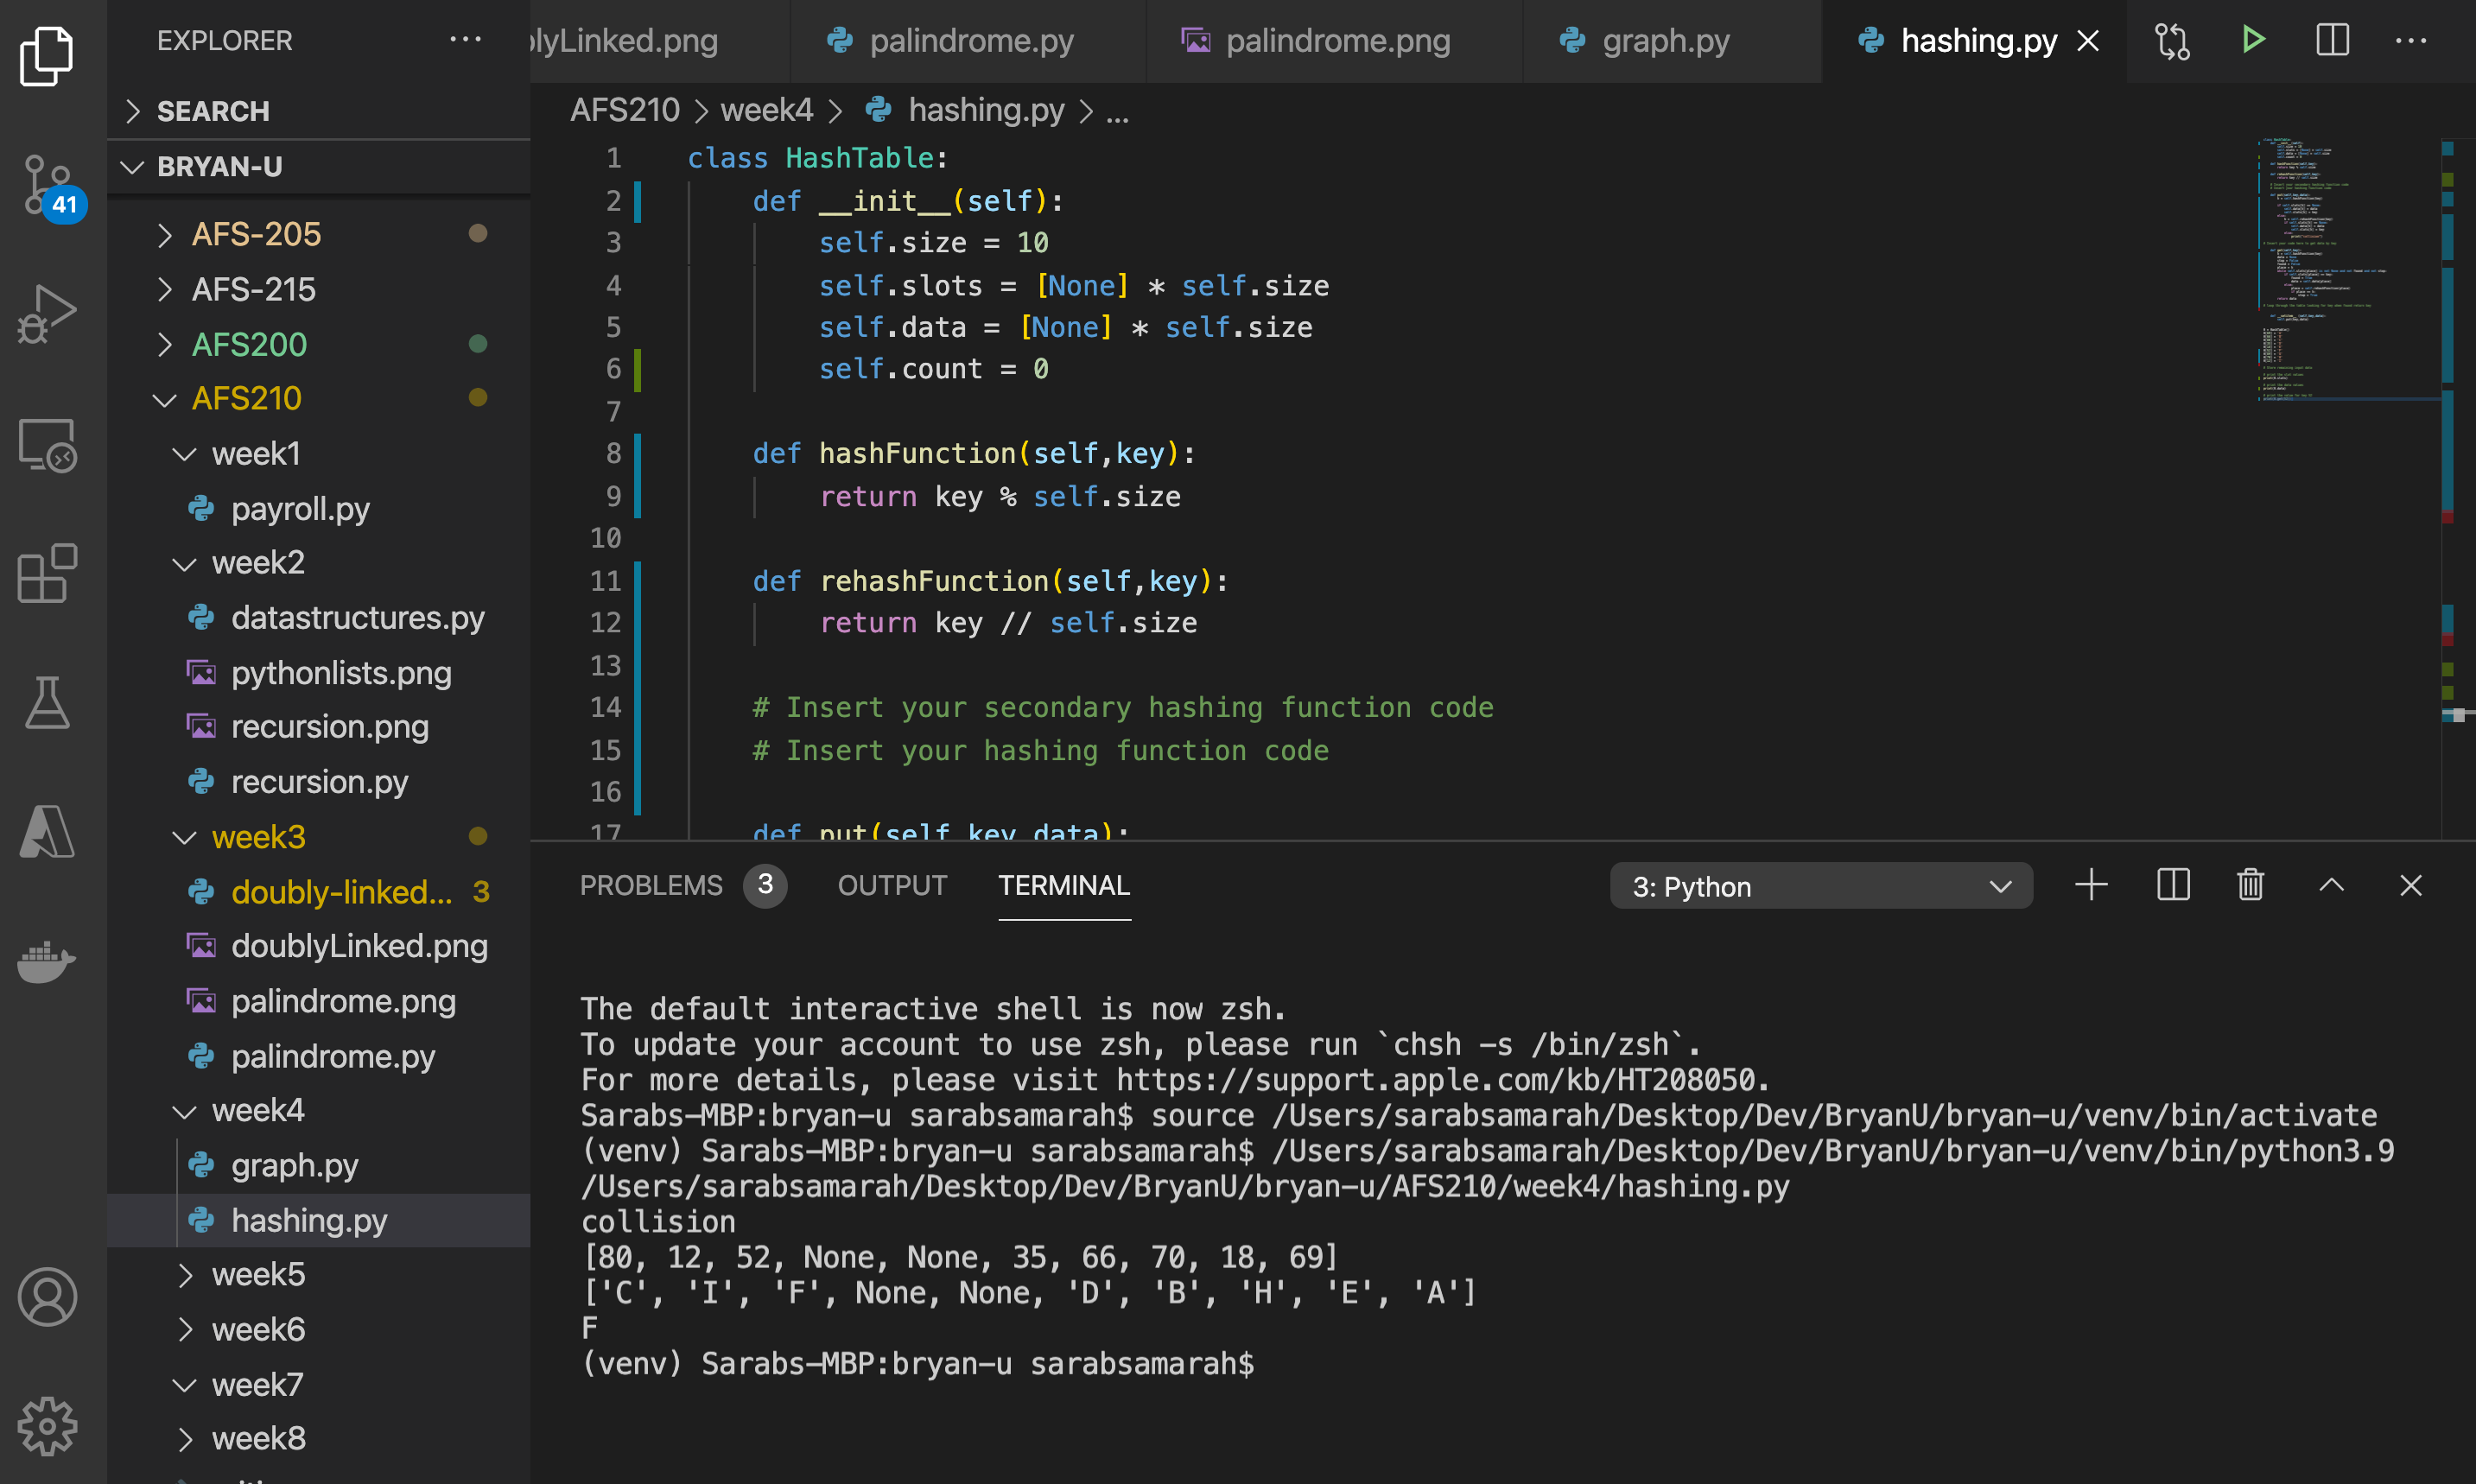 EXPLORER
SEARCH
BRYAN-U
41
AFS-205
AFS-215
AFS200
AFS210
week1
payroll.py
week2
datastructures.py
pythonlists.png
recursion.png
recursion.py
week3
doubly-linked... 3
doublyLinked.png
palindrome.png
palindrome.py
week4
graph.py
hashing.py
week5
week6
week7
week8
blyLinked.png palindrome.py palindrome.png graph.py hashing.py
AFS210 > week4 > hashing.py > ...
1 class HashTable:
2 def __init__(self):
3 self.size = 10
4 self.slots = [None] * self.size
5 self.data = [None] * self.size
6 self.count = 0
7
8 def hashFunction(self,key):
9 return key % self.size
10
11 def rehashFunction(self,key):
12 return key // self.size
13
14 # Insert your secondary hashing function code
15 # Insert your hashing function code
16
17 def put(self,key,data):
PROBLEMS 3 OUTPUT TERMINAL 3: Python
The default interactive shell is now zsh.
To update your account to use zsh, please run `chsh -s /bin/zsh`.
For more details, please visit https://support.apple.com/kb/HT208050.
Sarabs-MBP:bryan-u sarabsamarah$ source /Users/sarabsamarah/Desktop/Dev/BryanU/bryan-u/venv/bin/activate
(venv) Sarabs-MBP:bryan-u sarabsamarah$ /Users/sarabsamarah/Desktop/Dev/BryanU/bryan-u/venv/bin/python3.9
/Users/sarabsamarah/Desktop/Dev/BryanU/bryan-u/AFS210/week4/hashing.py
collision
[80, 12, 52, None, None, 35, 66, 70, 18, 69]
['C', 'I', 'F', None, None, 'D', 'B', 'H', 'E', 'A']
F
(venv) Sarabs-MBP:bryan-u sarabsamarah$